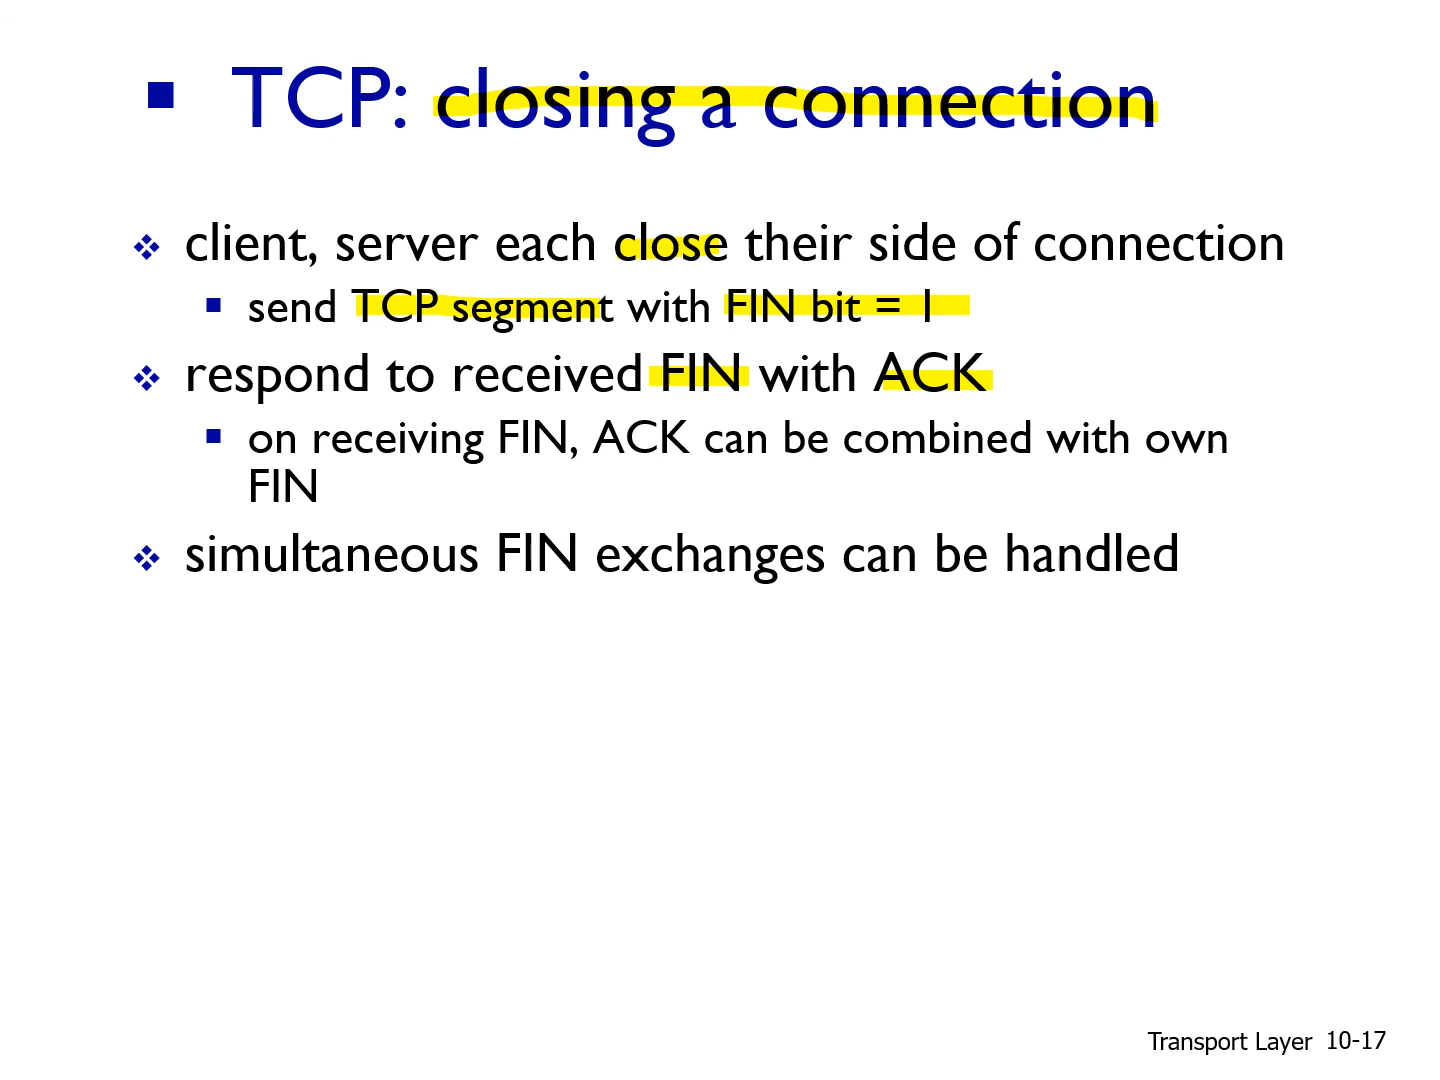 TCP: closing a connection
client, server each close their side of connection
send TCP segment with FIN bit = 1
respond to received FIN with ACK
on receiving FIN, ACK can be combined with own
FIN
simultaneous FIN exchanges can be handled
Transport Layer 10-17